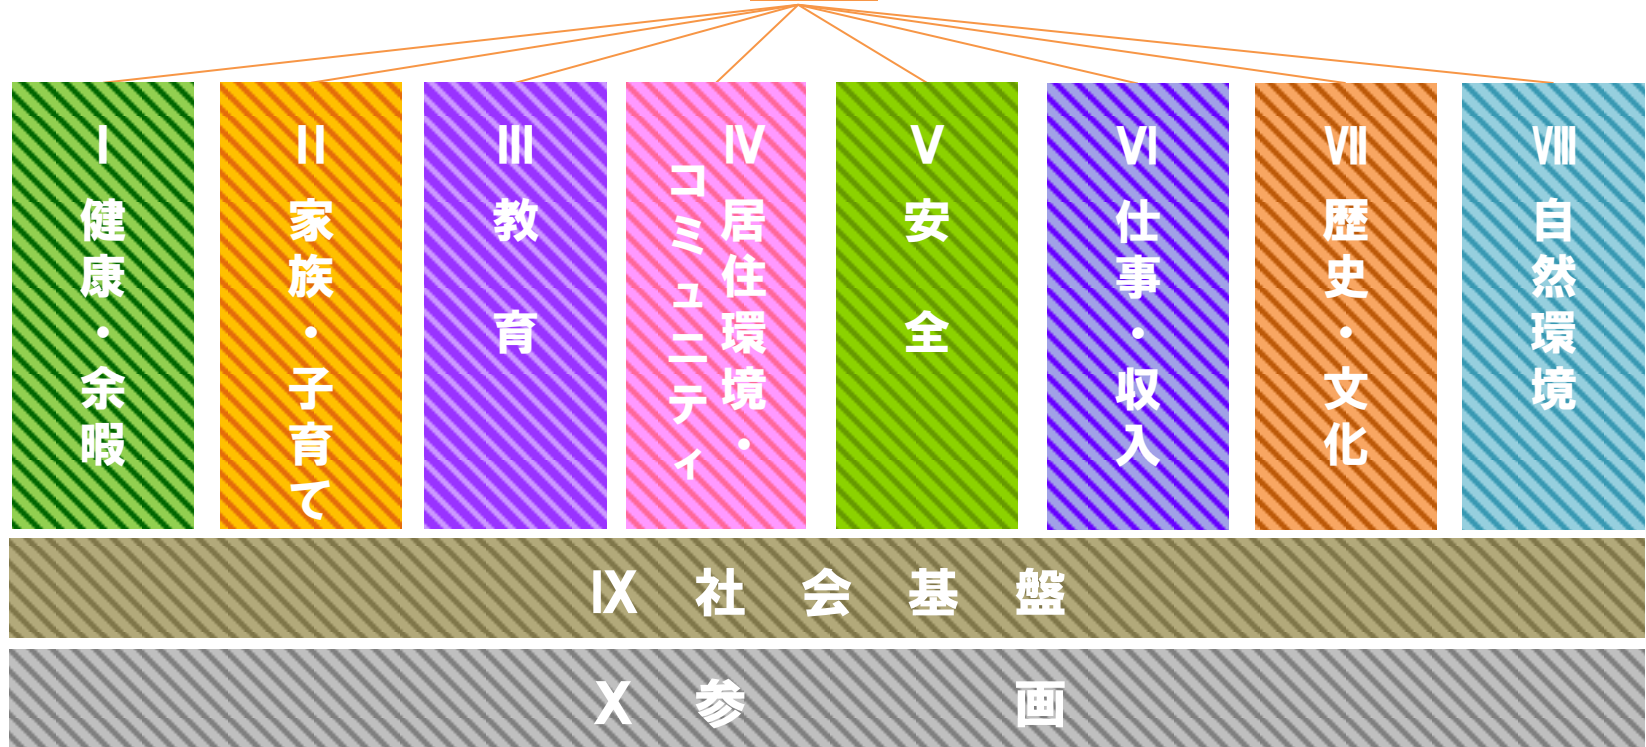 Ⅰ 健康・余暇
Ⅱ 家族・子育て
Ⅲ 教育
Ⅳ 居住環境・
コミュニティ
Ⅴ 安全
Ⅵ 仕事・収入
Ⅶ 歴史・文化
Ⅷ 自然環境
Ⅸ 社会基盤
Ⅹ 参画